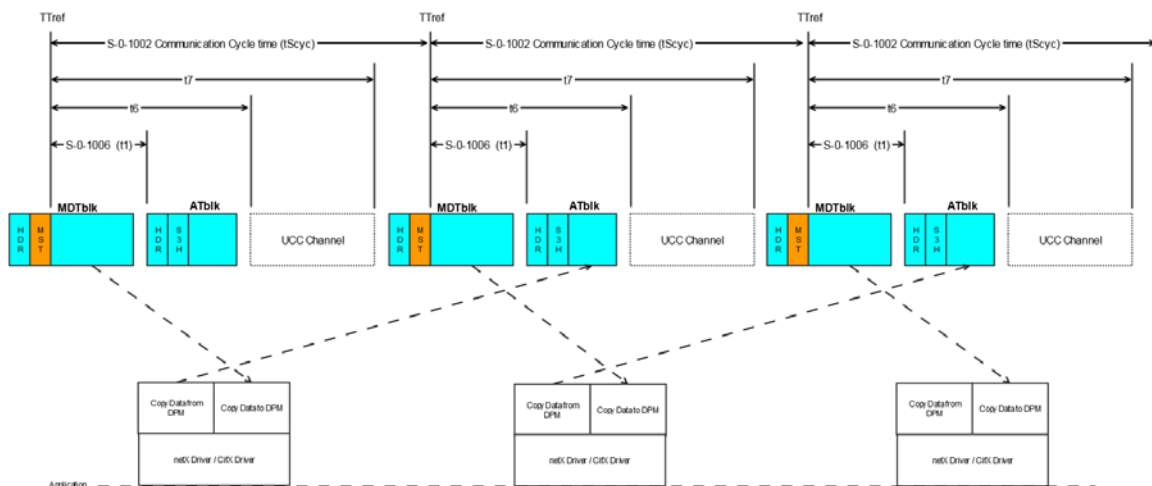 TTref TTref TTref
S-0-1002 Communication Cycle time (tScyc) S-0-1002 Communication Cycle time (tScyc) S-0-1002 Communication Cycle time (tScyc)
t7 t7 t7
t6 t6 t6
S-0-1006 (t1) S-0-1006 (t1) S-0-1006 (t1)
MDTblk ATblk MDTblk ATblk MDTblk ATblk
HDR MST HDR S3H UCC Channel HDR MST HDR S3H UCC Channel HDR MST HDR S3H UCC Channel
Copy Data from Copy Data to DPM Copy Data from Copy Data to DPM Copy Data from Copy Data to DPM
DPM DPM DPM
netX Driver / CifX Driver netX Driver / CifX Driver netX Driver / CifX Driver
Application